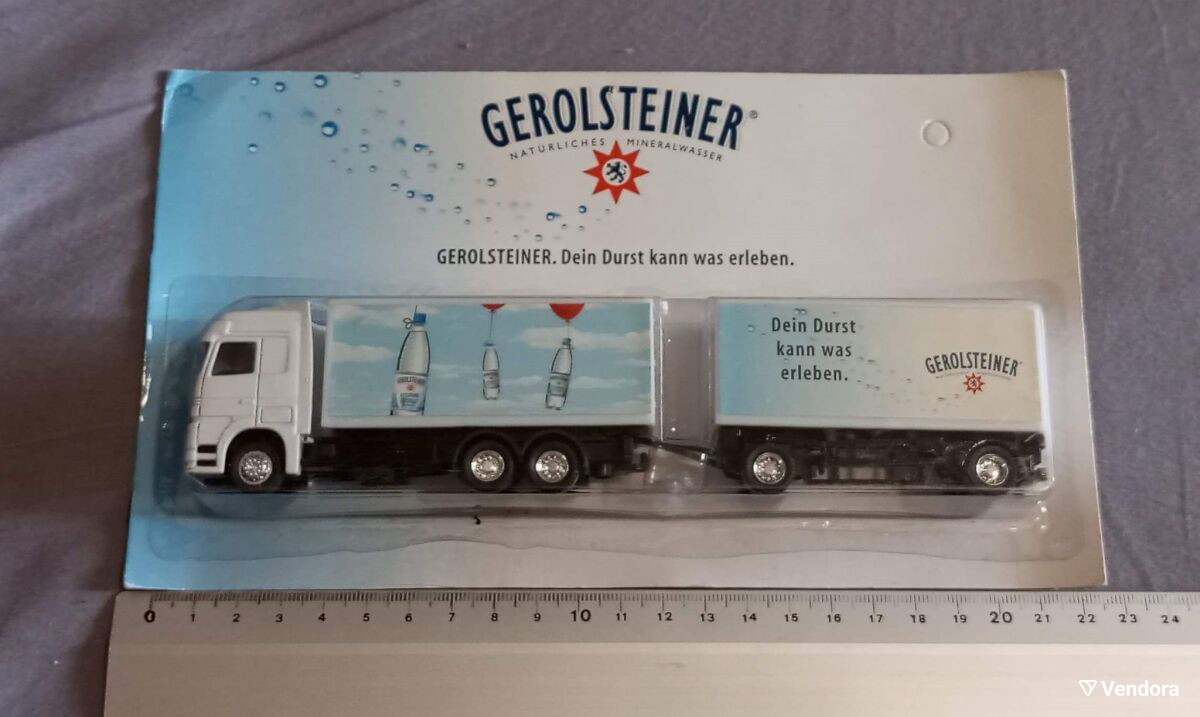 GEROLSTEINER®
NATÜRLICHES MINERALWASSER
GEROLSTEINER. Dein Durst kann was erleben.
GEROLSTEINER
Dein Durst
kann was
erleben.
GEROLSTEINER
0 1 2 3 4 5 6 7 8 9 10 11 12 13 14 15 16 17 18 19 20 21 22 23 24
Vendora